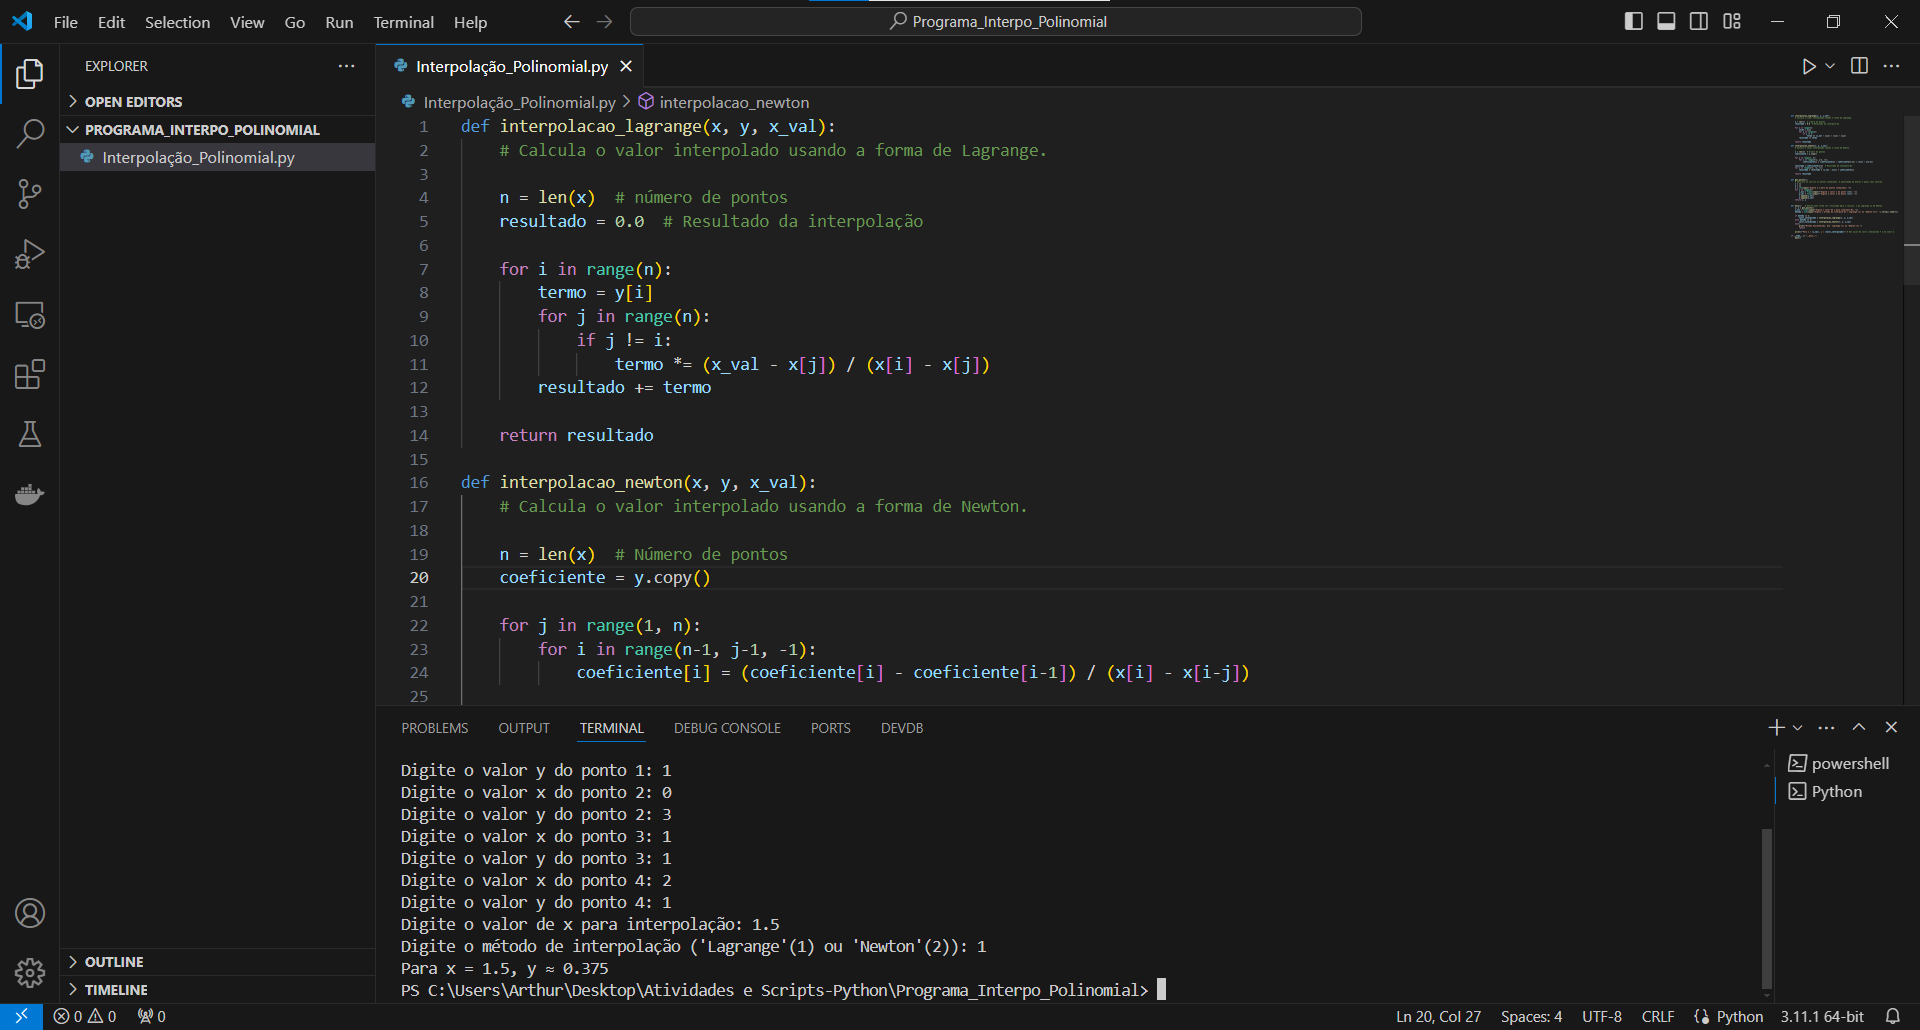 File Edit Selection View Go Run Terminal Help
Programa_Interpo_Polinomial
EXPLORER
OPEN EDITORS
PROGRAMA_INTERPO_POLINOMIAL
Interpolação_Polinomial.py
OUTLINE
TIMELINE
Interpolação_Polinomial.py
Interpolação_Polinomial.py > interpolacao_newton
1 def interpolacao_lagrange(x, y, x_val):
2 # Calcula o valor interpolado usando a forma de Lagrange.
3
4 n = len(x)  # número de pontos
5 resultado = 0.0  # Resultado da interpolação
6
7 for i in range(n):
8 termo = y[i]
9 for j in range(n):
10 if j != i:
11 termo *= (x_val - x[j]) / (x[i] - x[j])
12 resultado += termo
13
14 return resultado
15
16 def interpolacao_newton(x, y, x_val):
17 # Calcula o valor interpolado usando a forma de Newton.
18
19 n = len(x)  # Número de pontos
20 coeficiente = y.copy()
21
22 for j in range(1, n):
23 for i in range(n-1, j-1, -1):
24 coeficiente[i] = (coeficiente[i] - coeficiente[i-1]) / (x[i] - x[i-j])
25
PROBLEMS OUTPUT TERMINAL DEBUG CONSOLE PORTS DEVDB
Digite o valor y do ponto 1: 1
Digite o valor x do ponto 2: 0
Digite o valor y do ponto 2: 3
Digite o valor x do ponto 3: 1
Digite o valor y do ponto 3: 1
Digite o valor x do ponto 4: 2
Digite o valor y do ponto 4: 1
Digite o valor de x para interpolação: 1.5
Digite o método de interpolação ('Lagrange'(1) ou 'Newton'(2)): 1
Para x = 1.5, y ≈ 0.375
PS C:\Users\Arthur\Desktop\Atividades e Scripts-Python\Programa_Interpo_Polinomial>
powershell
Python
0 0 0 Ln 20, Col 27 Spaces: 4 UTF-8 CRLF Python 3.11.1 64-bit